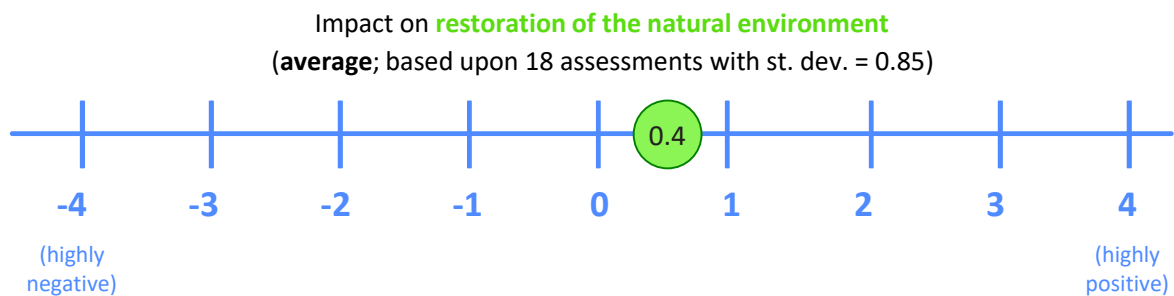 Impact on restoration of the natural environment
(average; based upon 18 assessments with st. dev. = 0.85)
0.4
-4 -3 -2 -1 0 1 2 3 4
(highly (highly
negative) positive)